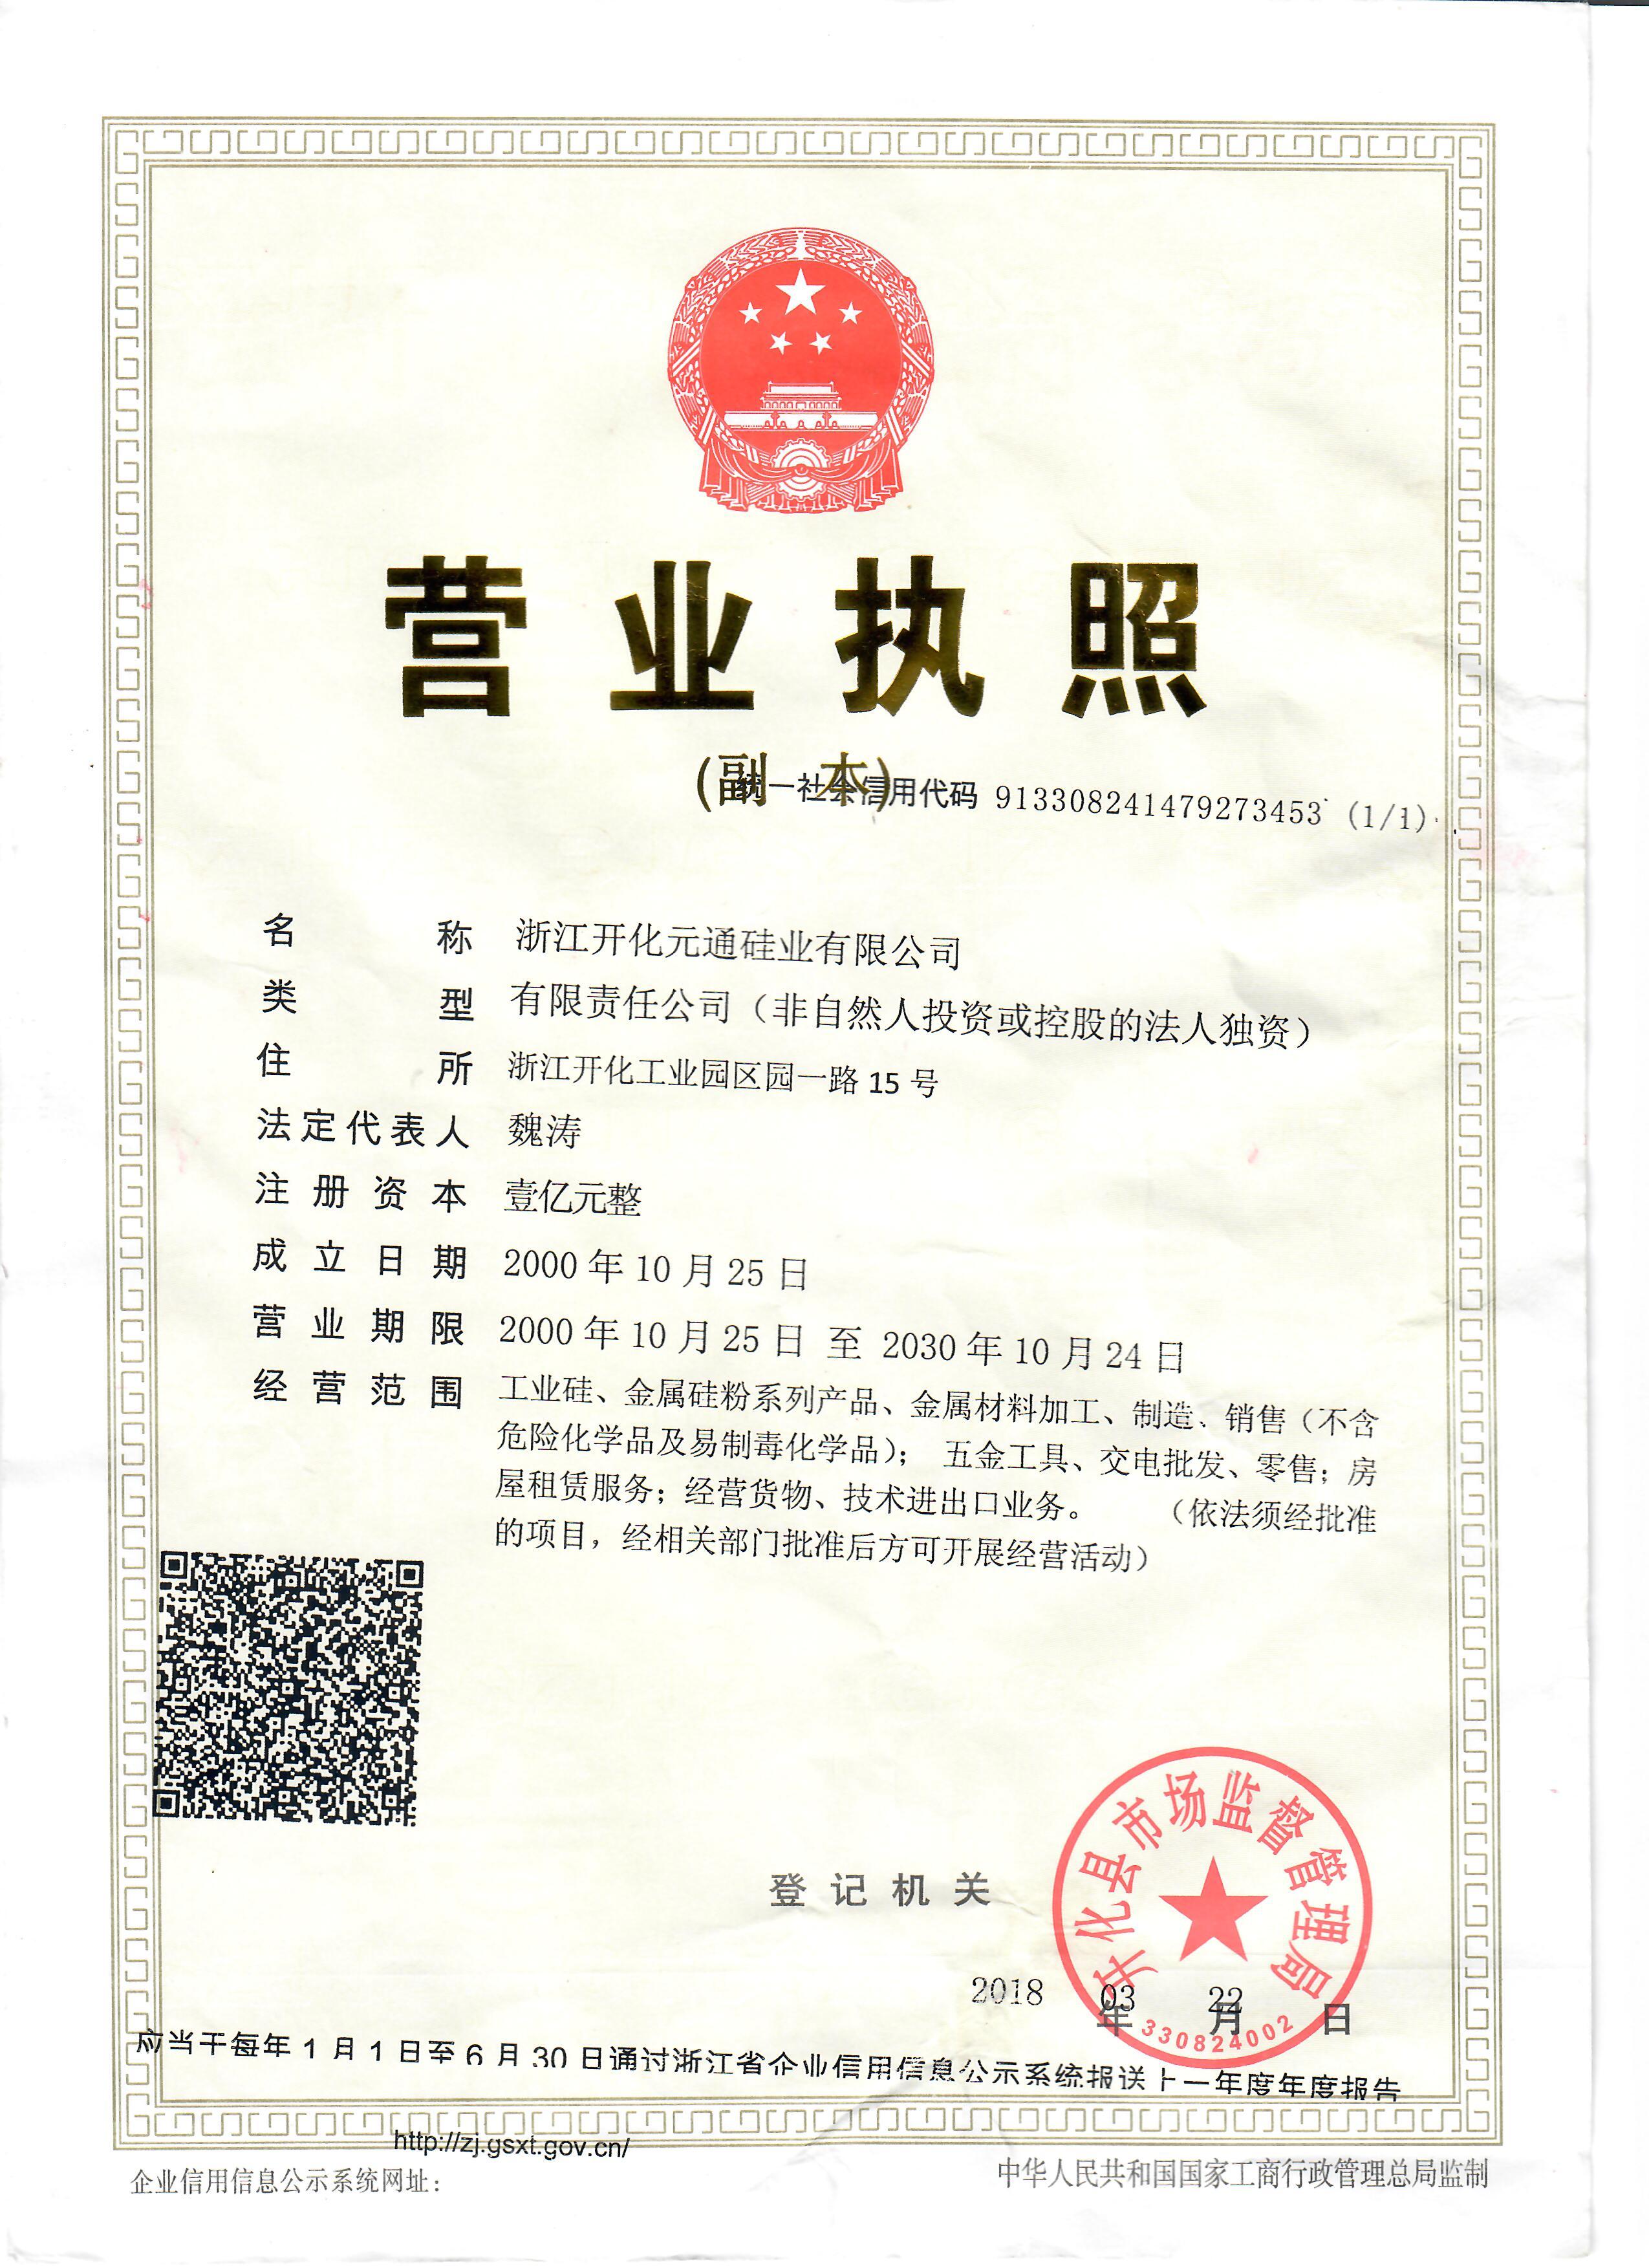 营业执照
(副 本)
统一社会信用代码 913308241479273453 (1/1)
名称 浙江开化元通硅业有限公司
类型 有限责任公司（非自然人投资或控股的法人独资）
住所 浙江开化工业园区园一路15号
法定代表人 魏涛
注册资本 壹亿元整
成立日期 2000年10月25日
营业期限 2000年10月25日 至 2030年10月24日
经营范围 工业硅、金属硅粉系列产品、金属材料加工、制造、销售（不含
危险化学品及易制毒化学品）； 五金工具、交电批发、零售；房
屋租赁服务；经营货物、技术进出口业务。 （依法须经批准
的项目，经相关部门批准后方可开展经营活动）
登记机关
开化县市场监督管理局
330824002
2018年03月22日
应当于每年1月1日至6月30日通过浙江省企业信用信息公示系统报送上一年度年度报告
http://zj.gsxt.gov.cn/
企业信用信息公示系统网址：
中华人民共和国国家工商行政管理总局监制